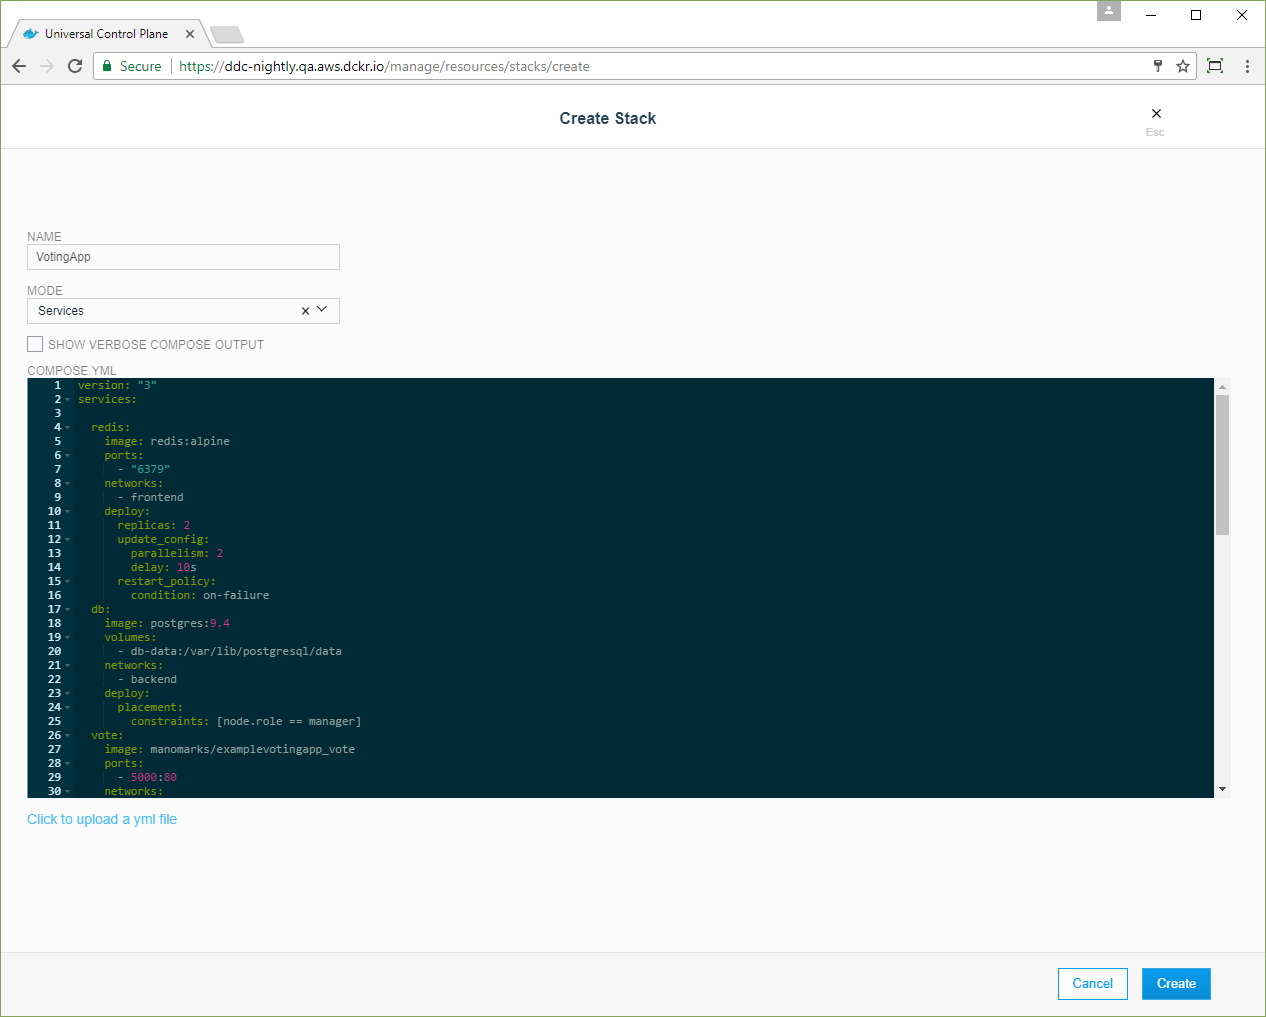 Universal Control Plane
Secure https://ddc-nightly.qa.aws.dckr.io/manage/resources/stacks/create
Create Stack
Esc
NAME
VotingApp
MODE
Services
SHOW VERBOSE COMPOSE OUTPUT
COMPOSE.YML
1 version: "3"
2 services:
3
4   redis:
5     image: redis:alpine
6     ports:
7       - "6379"
8     networks:
9       - frontend
10     deploy:
11       replicas: 2
12       update_config:
13         parallelism: 2
14         delay: 10s
15       restart_policy:
16         condition: on-failure
17   db:
18     image: postgres:9.4
19     volumes:
20       - db-data:/var/lib/postgresql/data
21     networks:
22       - backend
23     deploy:
24       placement:
25         constraints: [node.role == manager]
26   vote:
27     image: manomarks/examplevotingapp_vote
28     ports:
29       - 5000:80
30     networks:
Click to upload a yml file
Cancel Create